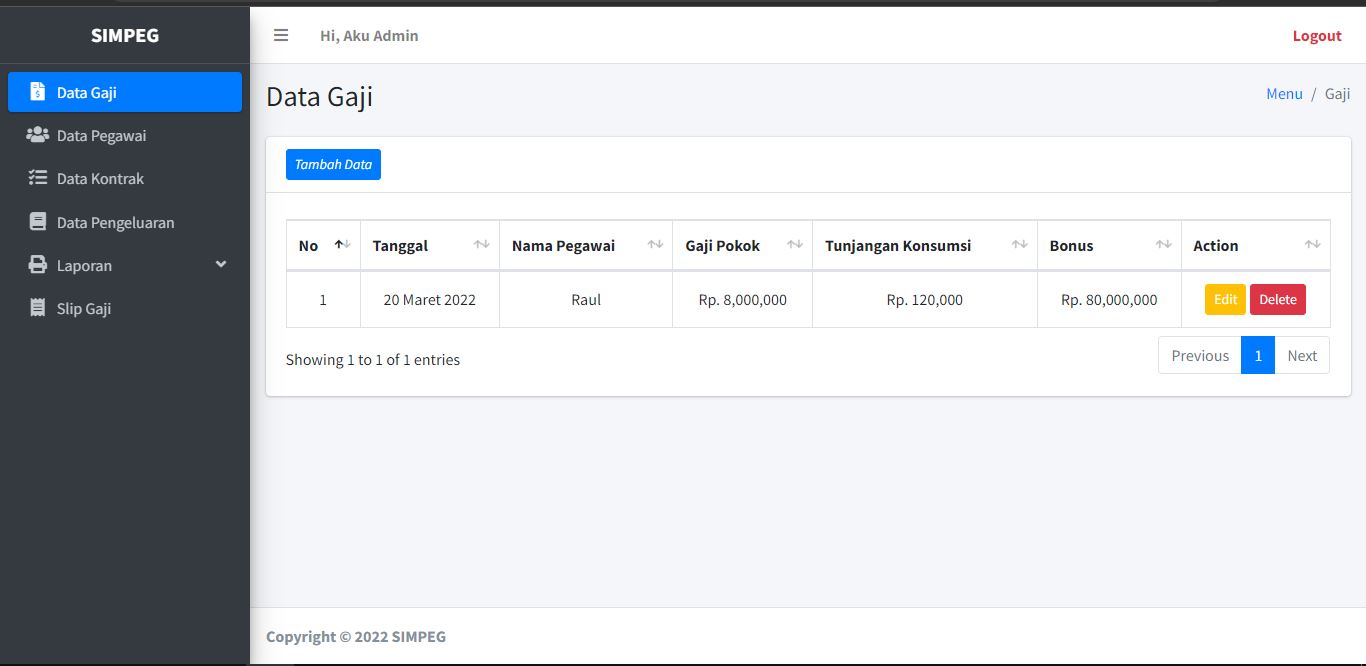 SIMPEG
Hi, Aku Admin
Logout
Data Gaji
Data Pegawai
Data Kontrak
Data Pengeluaran
Laporan
Slip Gaji
Data Gaji
Menu / Gaji
Tambah Data
No Tanggal Nama Pegawai Gaji Pokok Tunjangan Konsumsi Bonus Action
1 20 Maret 2022 Raul Rp. 8,000,000 Rp. 120,000 Rp. 80,000,000 Edit Delete
Showing 1 to 1 of 1 entries
Previous 1 Next
Copyright © 2022 SIMPEG